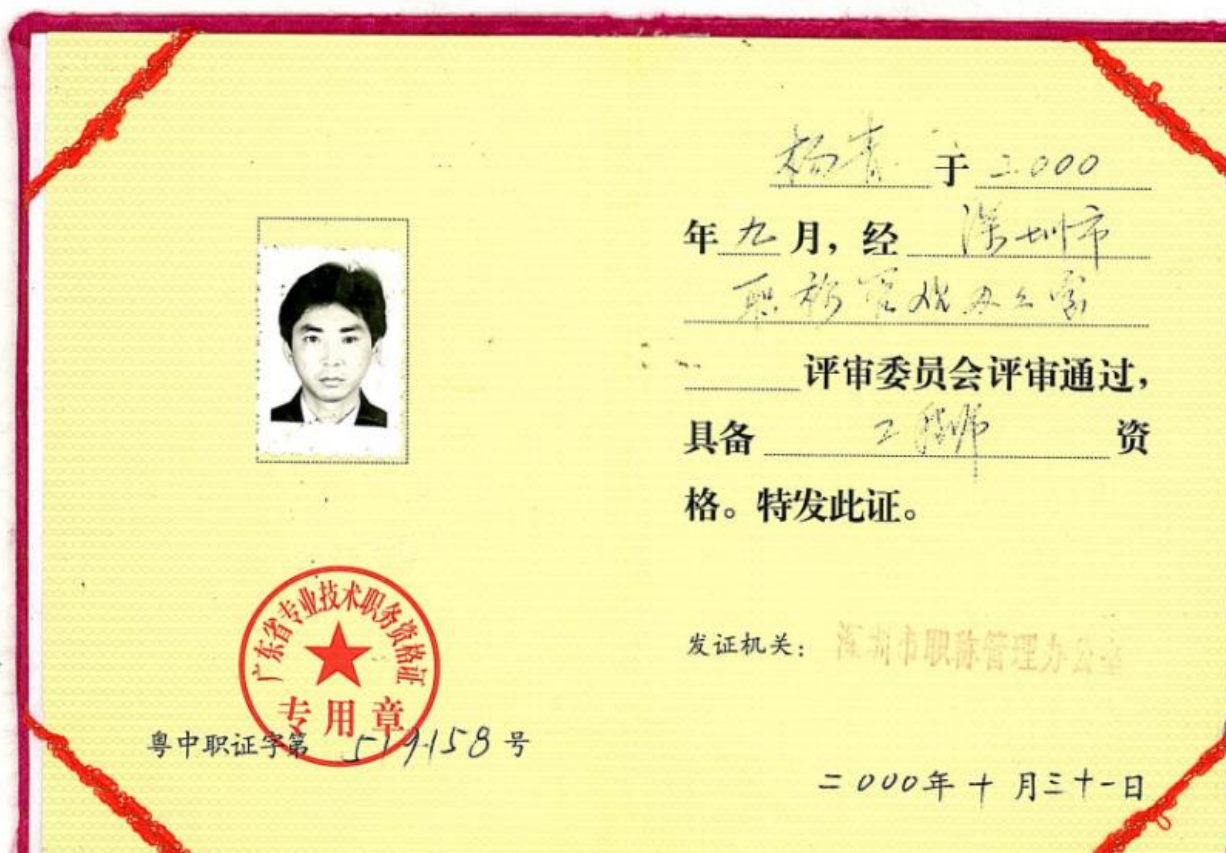 杨青 于 二000
年 九 月，经 深圳市
职称管理办公室
评审委员会评审通过，
具备 工程师 资
格。特发此证。
广东省专业技术职务资格证
专用章
粤中职证字第 519158 号
发证机关： 深圳市职称管理办公室
二000年十月三十一日